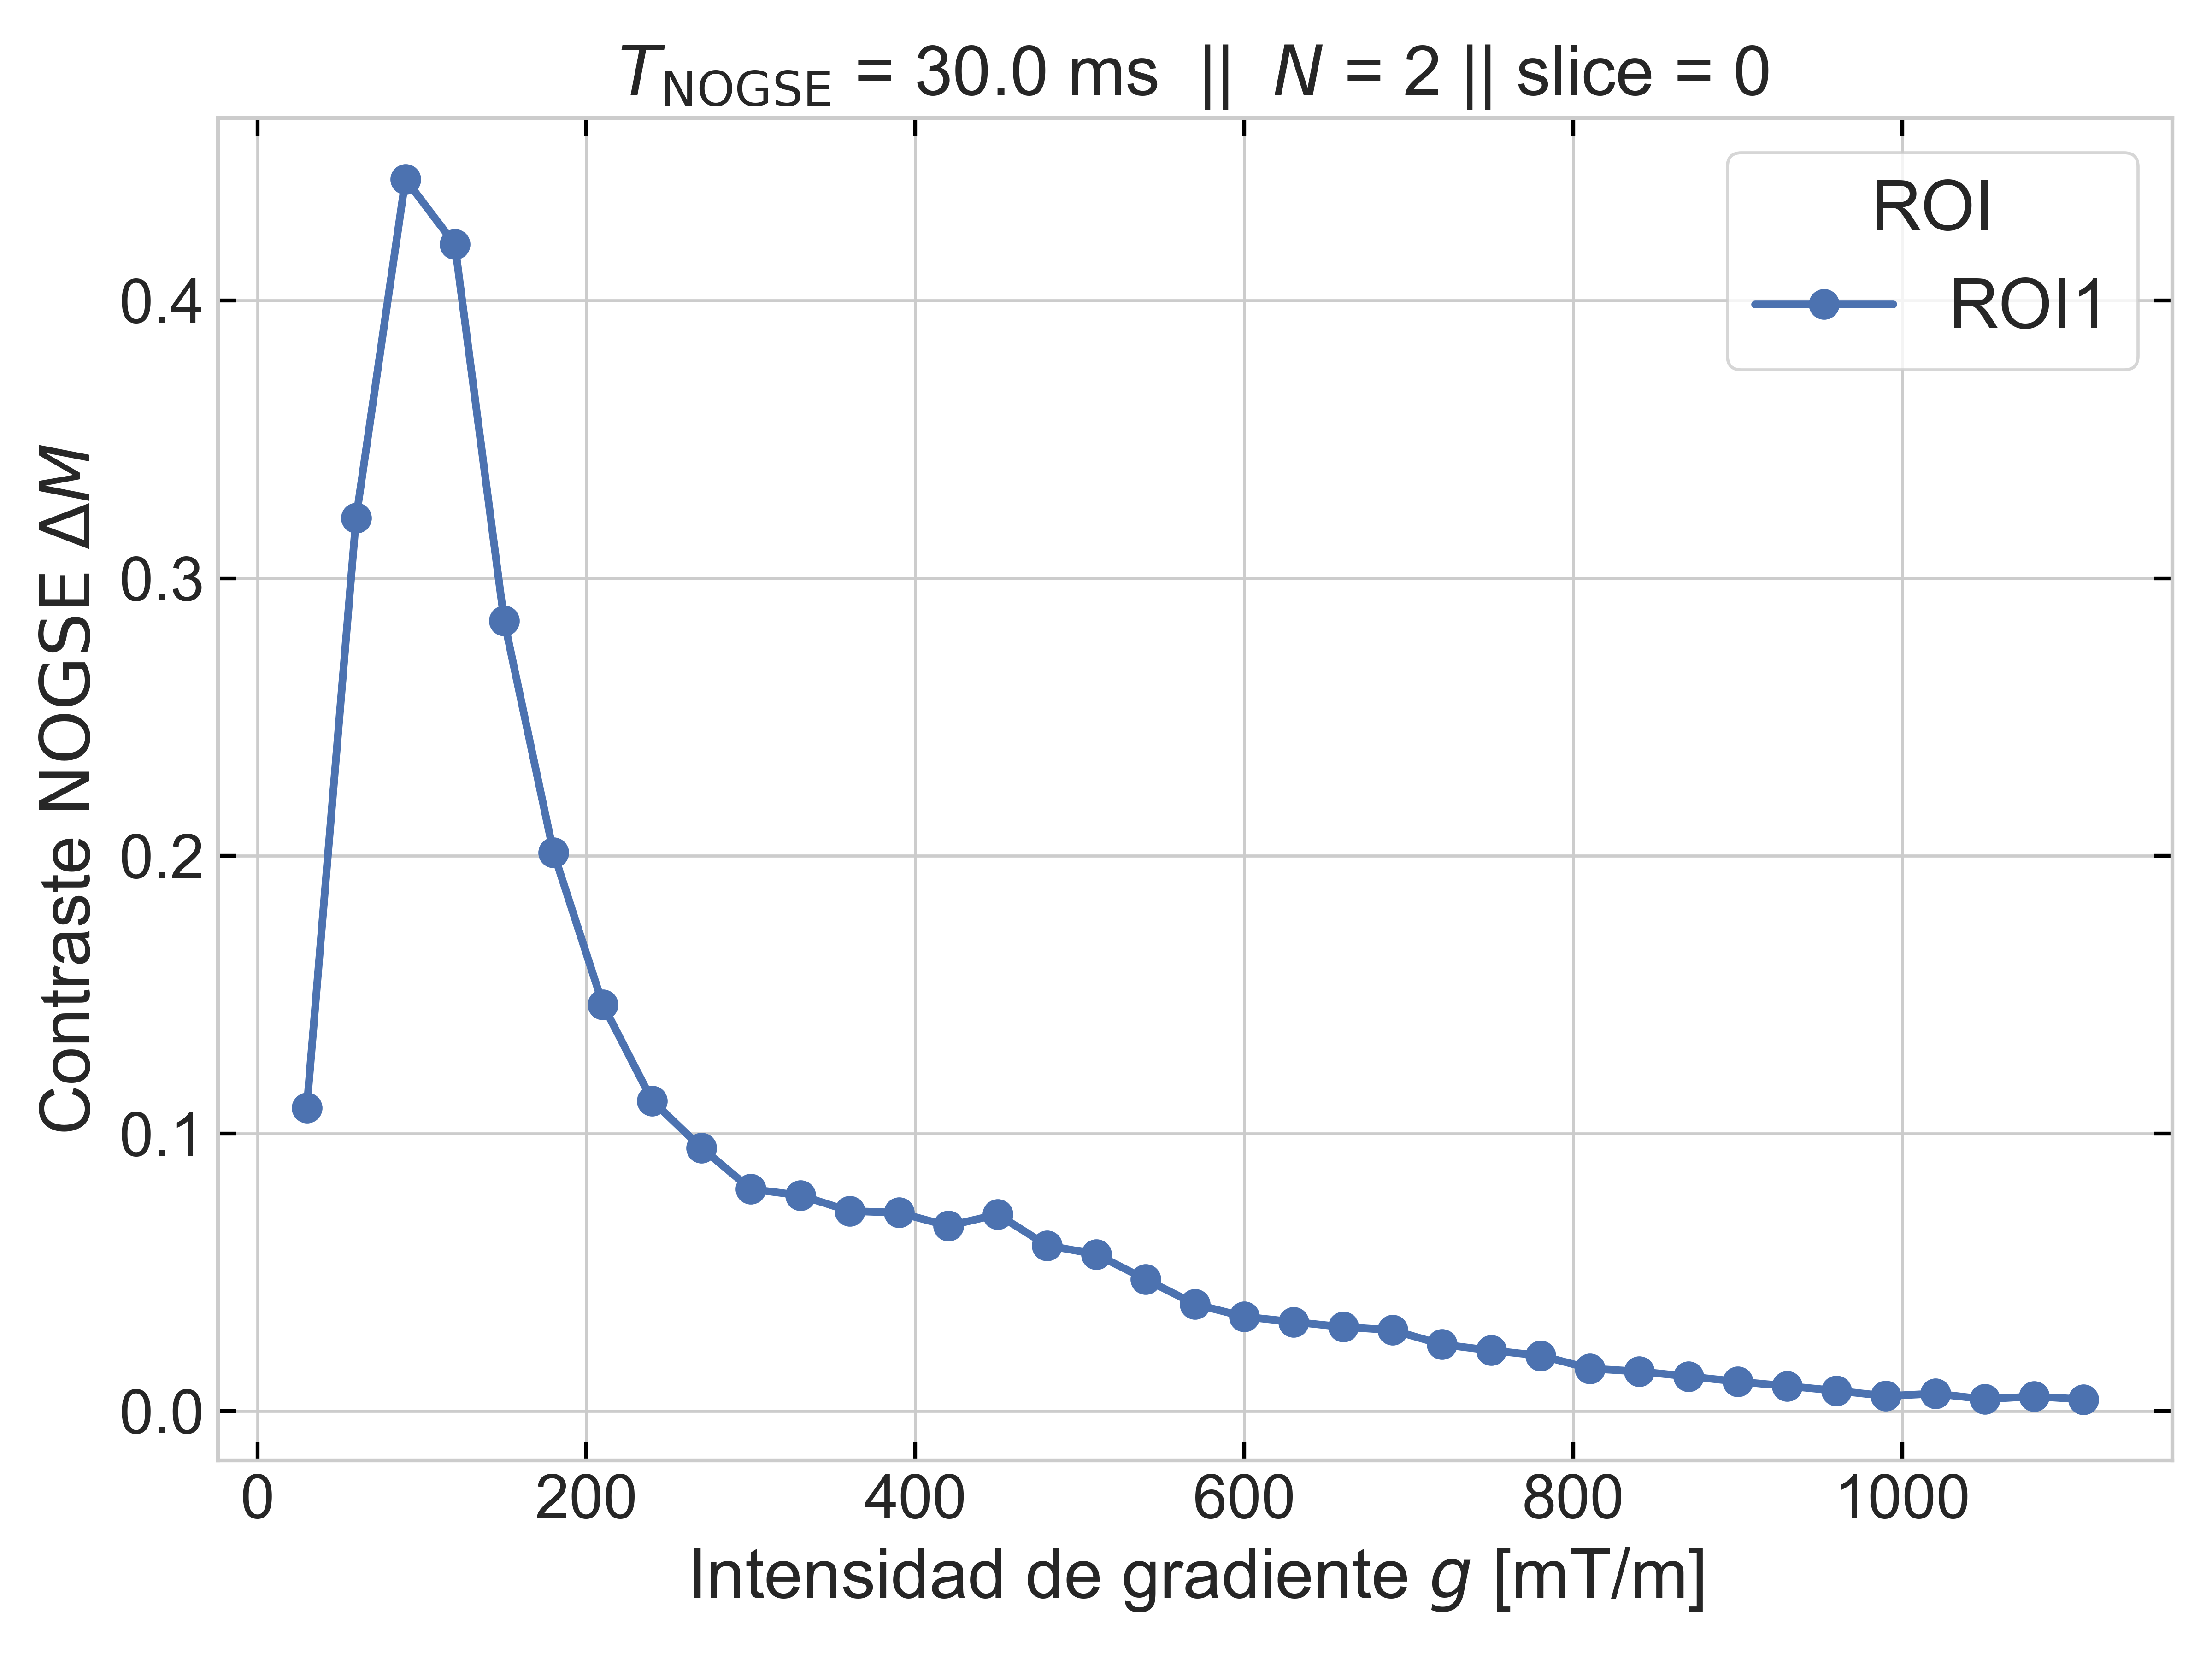 T_NOGSE = 30.0 ms || N = 2 || slice = 0
ROI
ROI1
Contraste NOGSE ΔM
0.4
0.3
0.2
0.1
0.0
0 200 400 600 800 1000
Intensidad de gradiente g [mT/m]